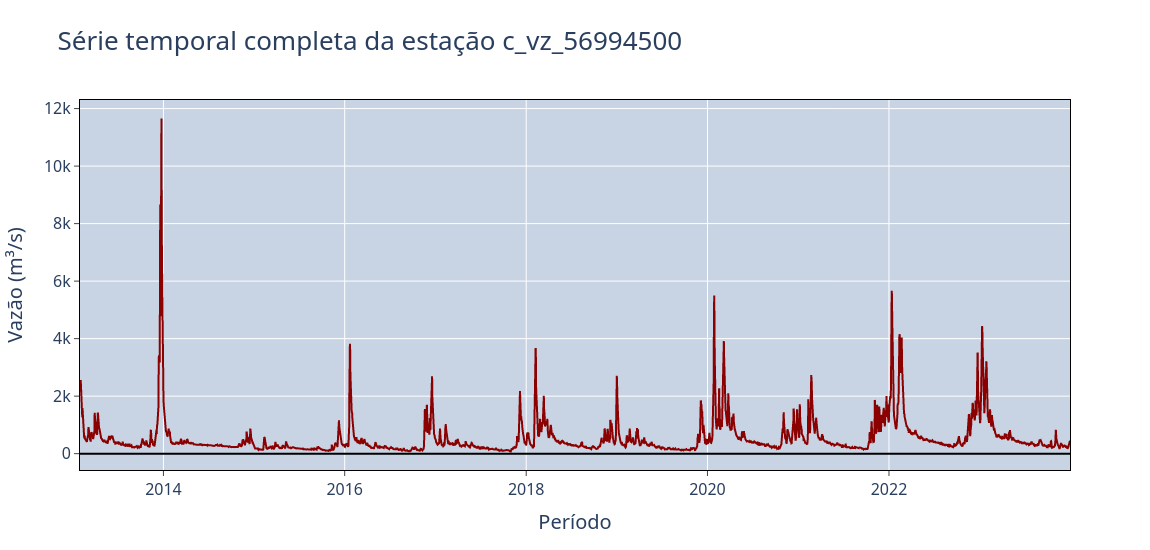 Série temporal completa da estação c_vz_56994500
Vazão (m³/s)
12k
10k
8k
6k
4k
2k
0
2014
2016
2018
2020
2022
Período